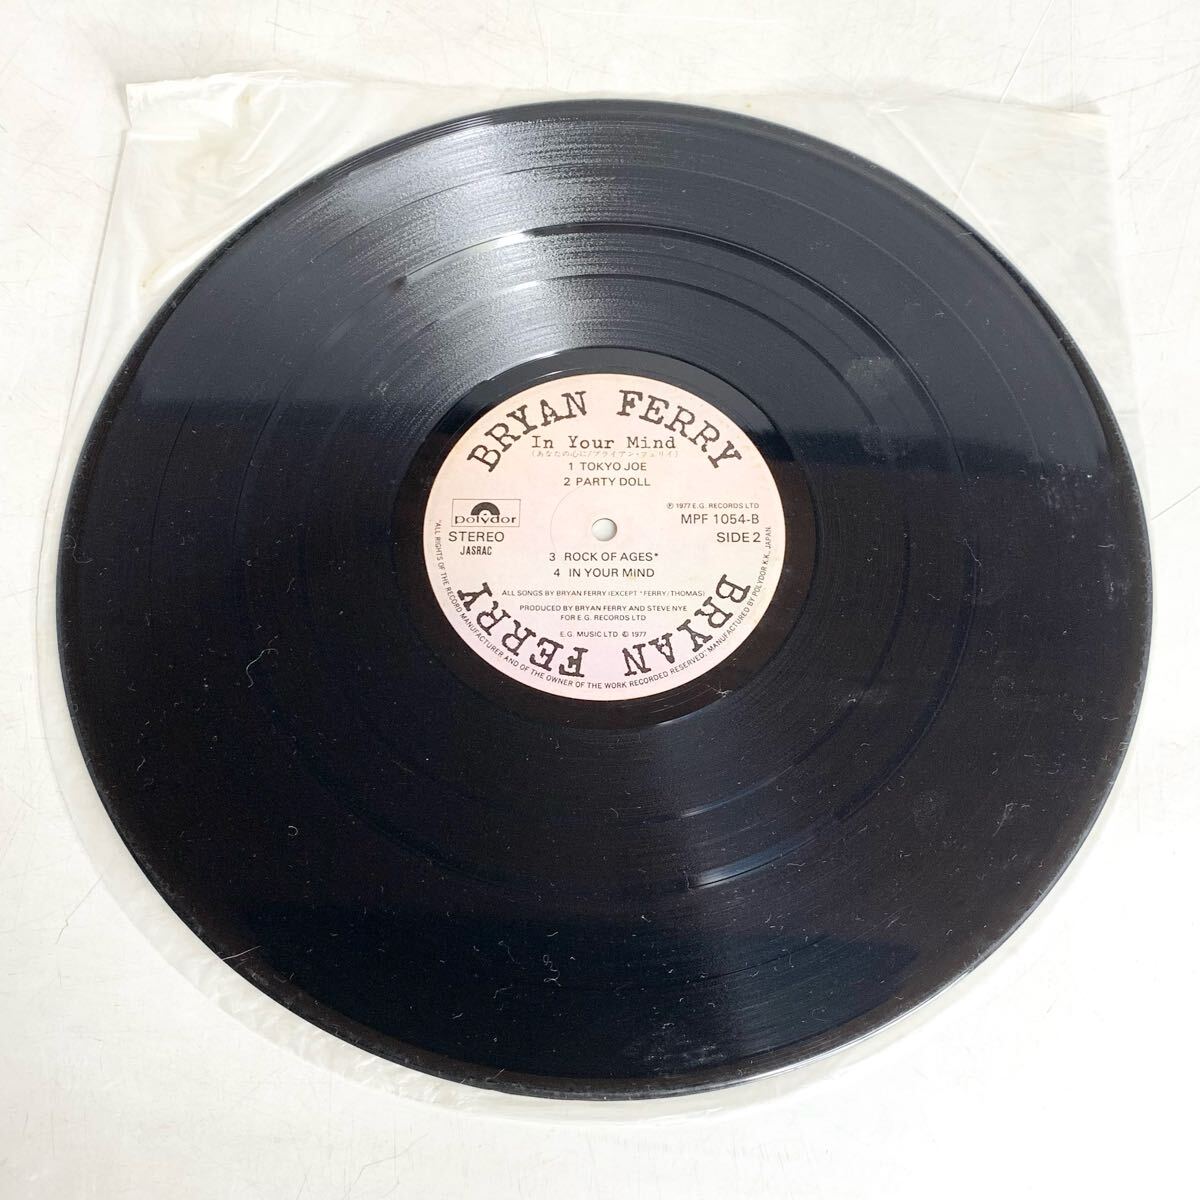 BRYAN FERRY
In Your Mind
(あなたの心に/ブライアン・フェリイ)
1 TOKYO JOE
2 PARTY DOLL
polydor
STEREO
JASRAC
℗ 1977 E.G. RECORDS LTD
MPF 1054-B
SIDE 2
3 ROCK OF AGES*
4 IN YOUR MIND
ALL SONGS BY BRYAN FERRY (EXCEPT *FERRY/THOMAS)
PRODUCED BY BRYAN FERRY AND STEVE NYE
FOR E.G. RECORDS LTD
E.G. MUSIC LTD © 1977
BRYAN FERRY
"ALL RIGHTS OF THE RECORD MANUFACTURER AND OF THE OWNER OF THE WORK RECORDED RESERVED". MANUFACTURED BY POLYDOR K.K. JAPAN.